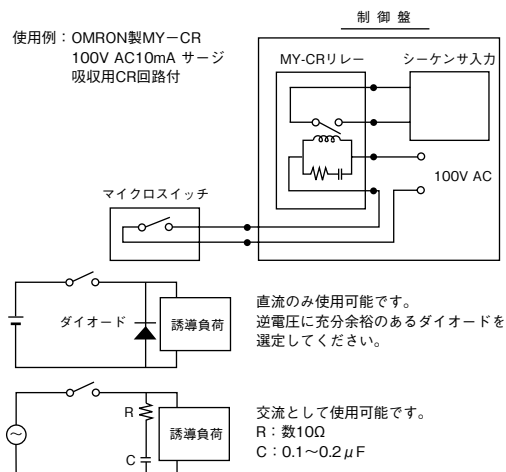 制 御 盤
使用例：OMRON製MY－CR
100V AC10mA サージ
吸収用CR回路付
MY-CRリレー
シーケンサ入力
100V AC
マイクロスイッチ
ダイオード
誘導負荷
直流のみ使用可能です。
逆電圧に充分余裕のあるダイオードを
選定してください。
R
C
誘導負荷
交流として使用可能です。
R：数10Ω
C：0.1〜0.2μF